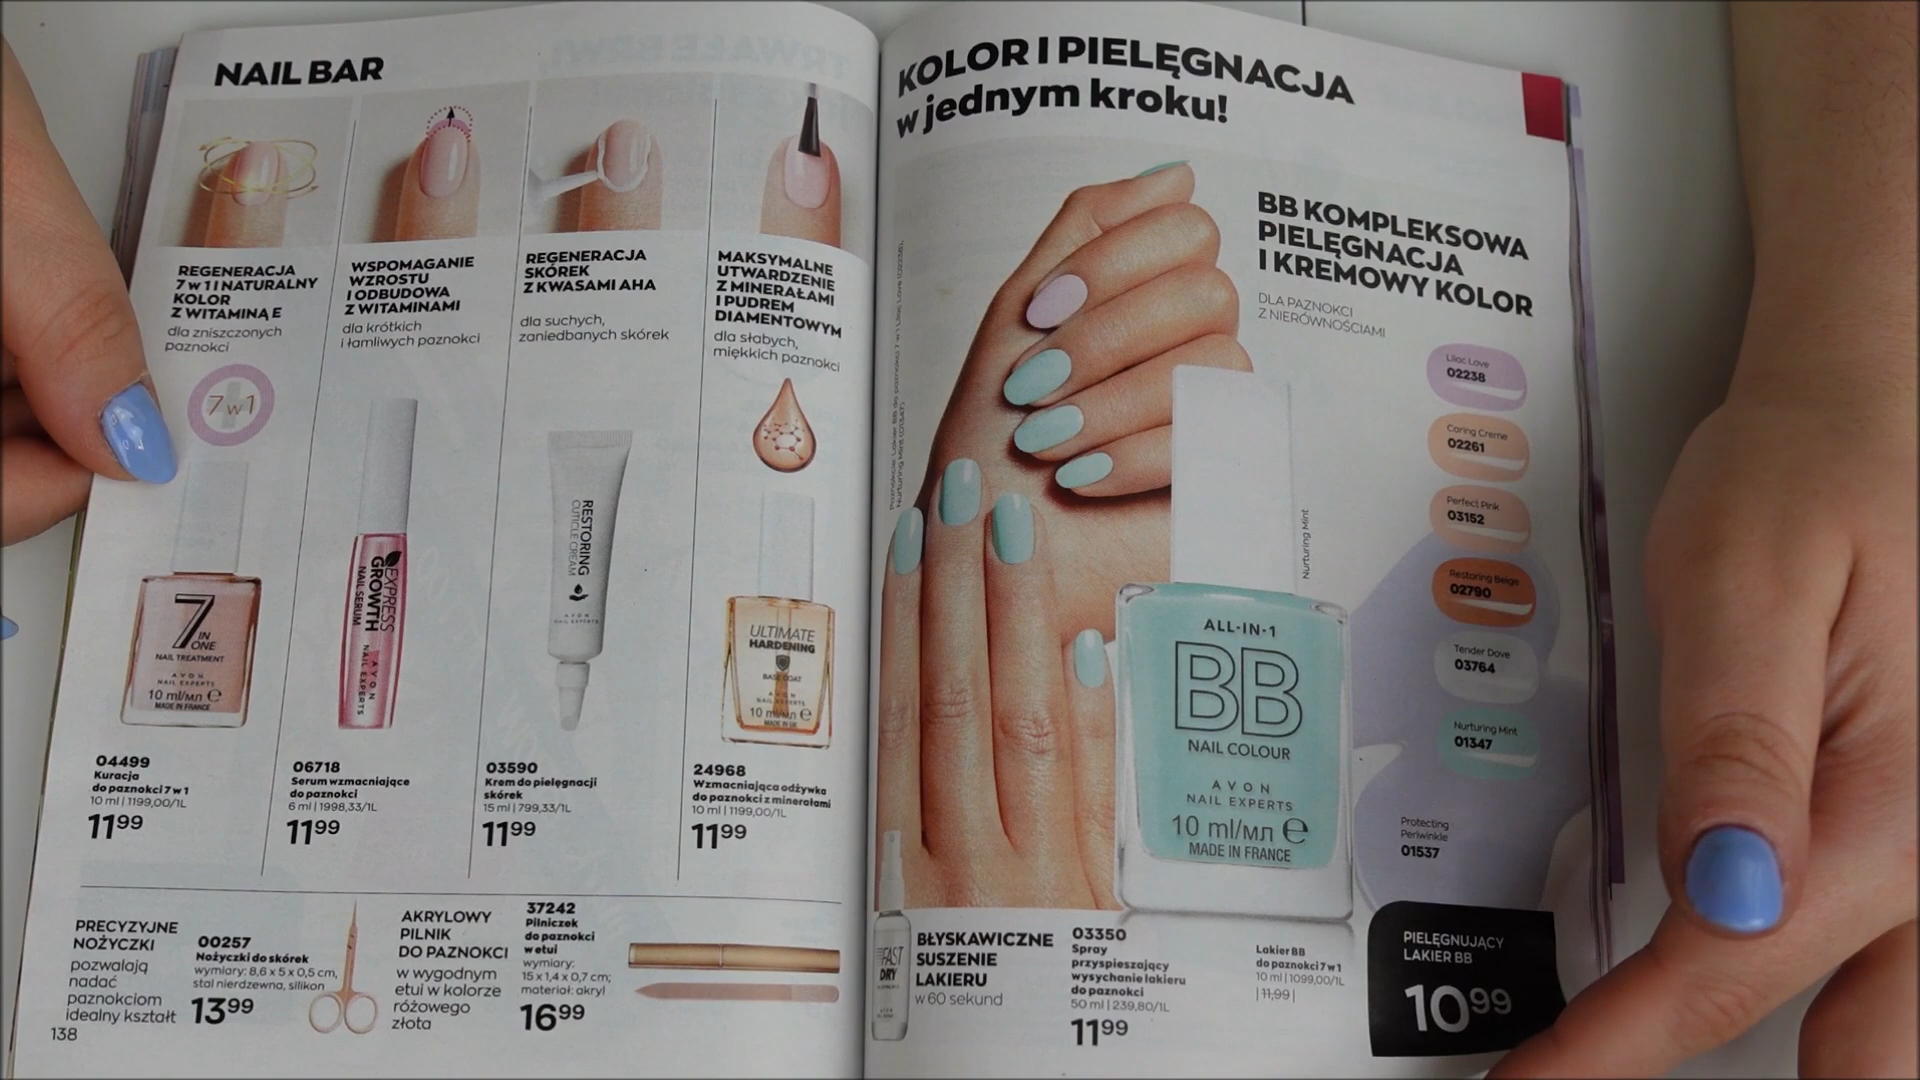 NAIL BAR
REGENERACJA
7 w 1 I NATURALNY
KOLOR
Z WITAMINĄ E
dla zniszczonych
paznokci
7w1
7
IN
ONE
NAIL TREATMENT
AVON
NAIL EXPERTS
10 ml/мл e
MADE IN FRANCE
04499
Kuracja
do paznokci 7 w 1
10 ml | 1199,00/1L
1199
WSPOMAGANIE
WZROSTU
I ODBUDOWA
Z WITAMINAMI
dla krótkich
i łamliwych paznokci
EXPRESS
GROWTH
NAIL SERUM
AVON
NAIL EXPERTS
06718
Serum wzmacniające
do paznokci
6 ml | 1998,33/1L
1199
REGENERACJA
SKÓREK
Z KWASAMI AHA
dla suchych,
zaniedbanych skórek
RESTORING
CUTICLE CREAM
AVON
NAIL EXPERTS
03590
Krem do pielęgnacji
skórek
15 ml | 799,33/1L
1199
MAKSYMALNE
UTWARDZENIE
Z MINERAŁAMI
I PUDREM
DIAMENTOWYM
dla słabych,
miękkich paznokci
ULTIMATE
HARDENING
BASE COAT
AVON
NAIL EXPERTS
10 ml/мл e
24968
Wzmacniająca odżywka
do paznokci z minerałami
10 ml | 1199,00/1L
1199
PRECYZYJNE
NOŻYCZKI
pozwalają
nadać
paznokciom
idealny kształt
00257
Nożyczki do skórek
wymiary: 8,6 x 5 x 0,5 cm,
stal nierdzewna, silikon
1399
AKRYLOWY
PILNIK
DO PAZNOKCI
w wygodnym
etui w kolorze
różowego
złota
37242
Pilniczek
do paznokci
w etui
wymiary:
15 x 1,4 x 0,7 cm;
materiał: akryl
1699
138
KOLOR I PIELĘGNACJA
w jednym kroku!
BB KOMPLEKSOWA
PIELĘGNACJA
I KREMOWY KOLOR
DLA PAZNOKCI
Z NIERÓWNOŚCIAMI
Lilac Love
02238
Caring Creme
02261
Perfect Pink
03152
Restoring Beige
02790
Tender Dove
03764
Nurturing Mint
01347
Protecting
Periwinkle
01537
Nurturing Mint
ALL-IN-1
BB
NAIL COLOUR
AVON
NAIL EXPERTS
10 ml/мл e
MADE IN FRANCE
FAST
DRY
BŁYSKAWICZNE
SUSZENIE
LAKIERU
w 60 sekund
03350
Spray
przyspieszający
wysychanie lakieru
do paznokci
50 ml | 239,80/1L
1199
Lakier BB
do paznokci 7 w 1
10 ml | 1099,00/1L
| 11,99 |
PIELĘGNUJĄCY
LAKIER BB
1099